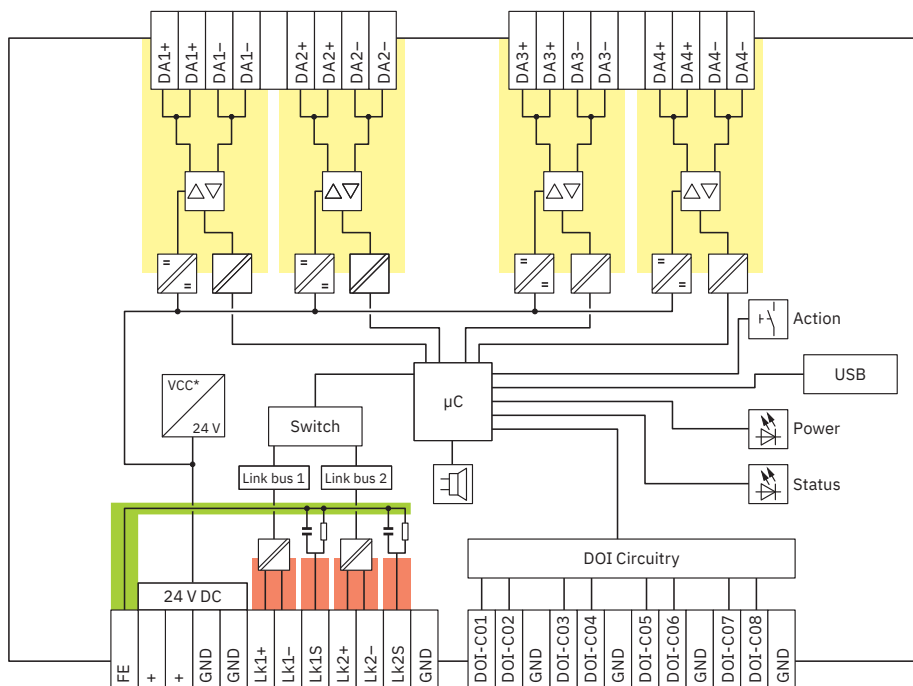 DA1+
DA1+
DA1−
DA1−
DA2+
DA2+
DA2−
DA2−
DA3+
DA3+
DA3−
DA3−
DA4+
DA4+
DA4−
DA4−
=
=
=
=
=
=
=
=
Action
USB
VCC*
24 V
µC
Switch
Power
Link bus 1
Link bus 2
Status
DOI Circuitry
24 V DC
FE
+
+
GND
GND
Lk1+
Lk1−
Lk1S
Lk2+
Lk2−
Lk2S
GND
DOI-C01
DOI-C02
GND
DOI-C03
DOI-C04
GND
DOI-C05
DOI-C06
GND
DOI-C07
DOI-C08
GND